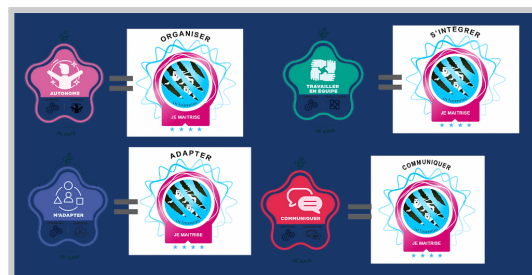 AUTONOME
ORGANISER
JE MAITRISE
TRAVAILLER
EN ÉQUIPE
S'INTÉGRER
JE MAITRISE
M'ADAPTER
ADAPTER
JE MAITRISE
COMMUNIQUER
COMMUNIQUER
JE MAITRISE